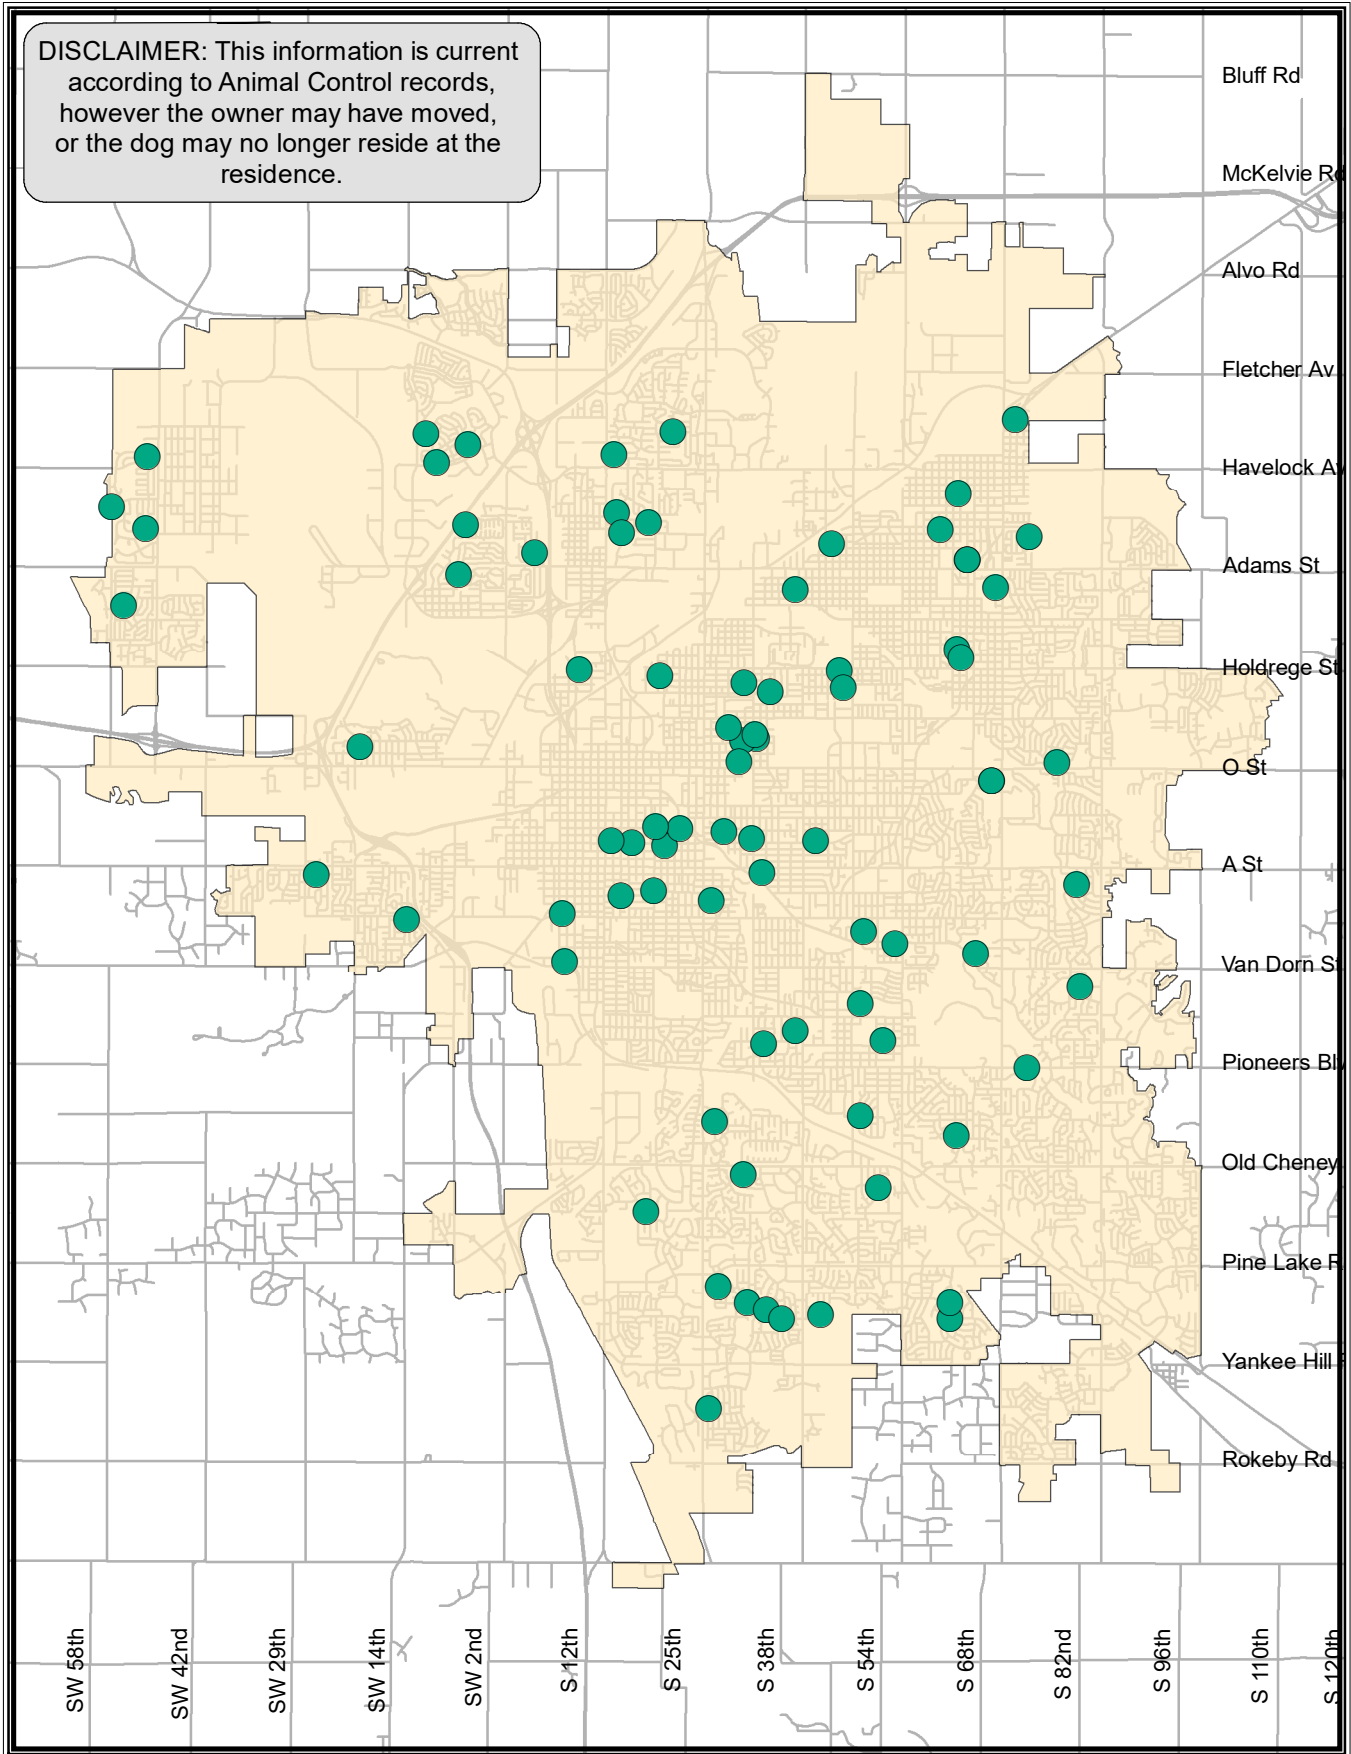 DISCLAIMER: This information is current
according to Animal Control records,
however the owner may have moved,
or the dog may no longer reside at the
residence.
Bluff Rd
McKelvie Rd
Alvo Rd
Fletcher Av
Havelock Av
Adams St
Holdrege St
O St
A St
Van Dorn St
Pioneers Blv
Old Cheney
Pine Lake R
Yankee Hill
Rokeby Rd
SW 58th
SW 42nd
SW 29th
SW 14th
SW 2nd
S 12th
S 25th
S 38th
S 54th
S 68th
S 82nd
S 96th
S 110th
S 120th